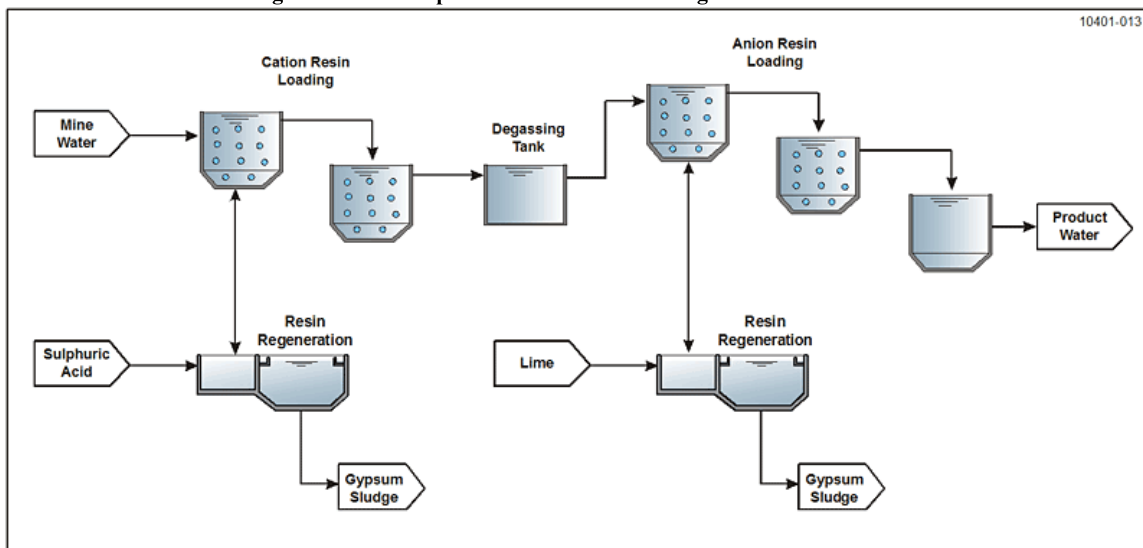 10401-013
Cation Resin
Loading
Anion Resin
Loading
Mine
Water
Degassing
Tank
Product
Water
Resin
Regeneration
Resin
Regeneration
Sulphuric
Acid
Lime
Gypsum
Sludge
Gypsum
Sludge